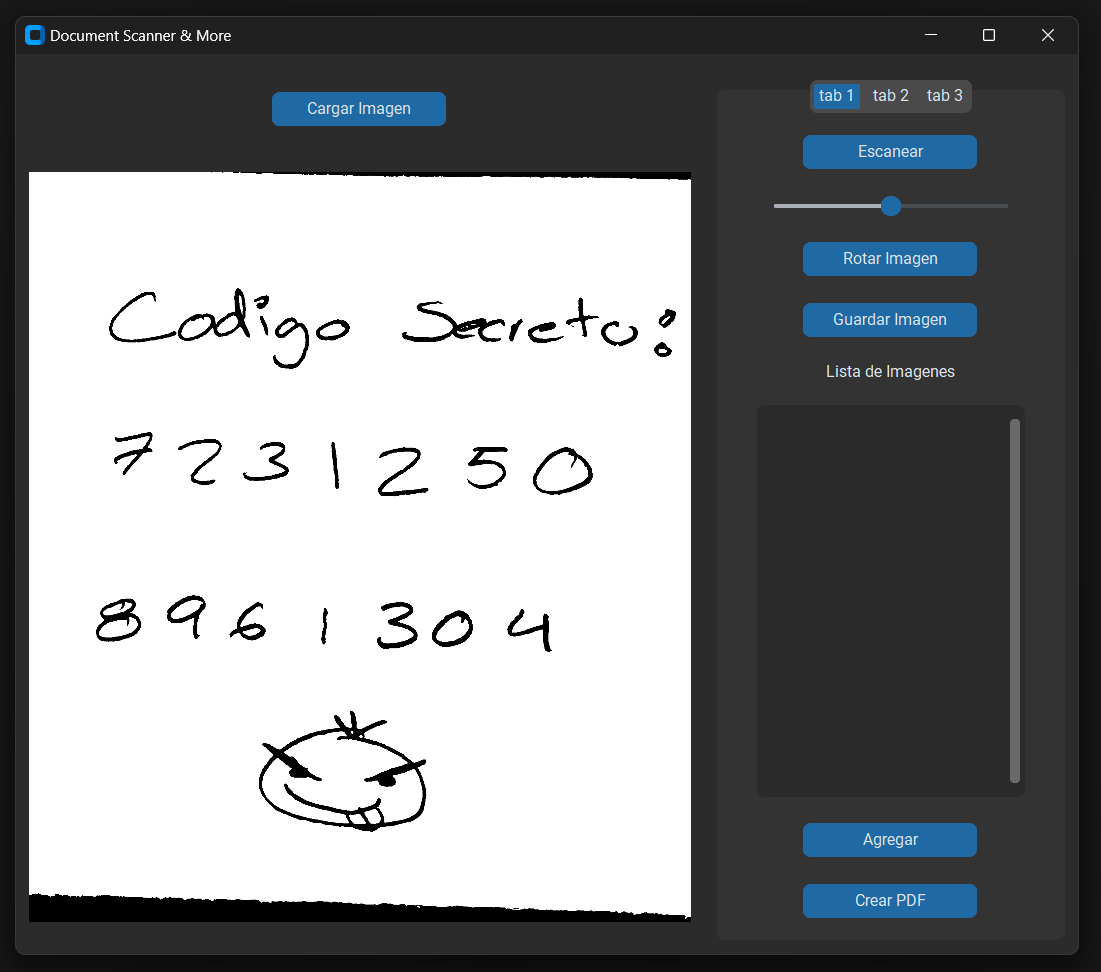 Document Scanner & More
Cargar Imagen
Codigo Secreto:
7231250
8961304
tab 1 tab 2 tab 3
Escanear
Rotar Imagen
Guardar Imagen
Lista de Imagenes
Agregar
Crear PDF